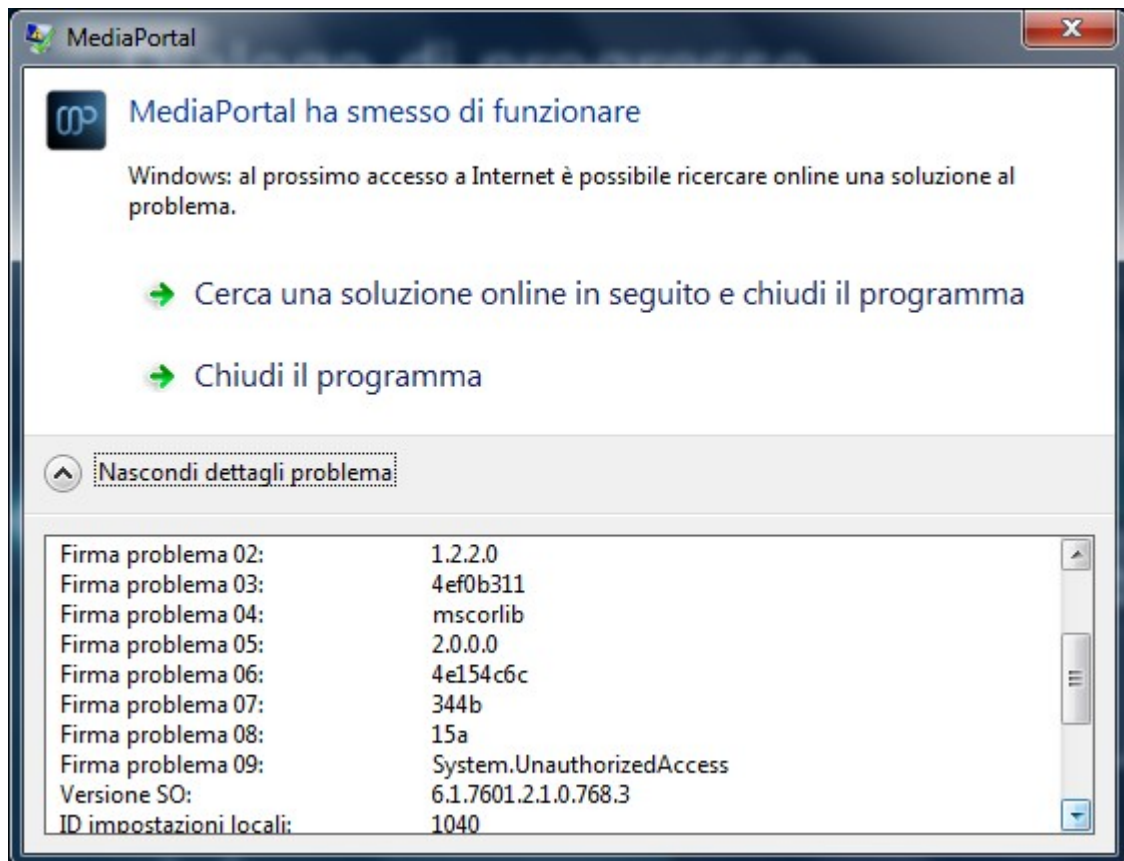 MediaPortal
MediaPortal ha smesso di funzionare
Windows: al prossimo accesso a Internet è possibile ricercare online una soluzione al
problema.
Cerca una soluzione online in seguito e chiudi il programma
Chiudi il programma
Nascondi dettagli problema
Firma problema 02: 1.2.2.0
Firma problema 03: 4ef0b311
Firma problema 04: mscorlib
Firma problema 05: 2.0.0.0
Firma problema 06: 4e154c6c
Firma problema 07: 344b
Firma problema 08: 15a
Firma problema 09: System.UnauthorizedAccess
Versione SO: 6.1.7601.2.1.0.768.3
ID impostazioni locali: 1040